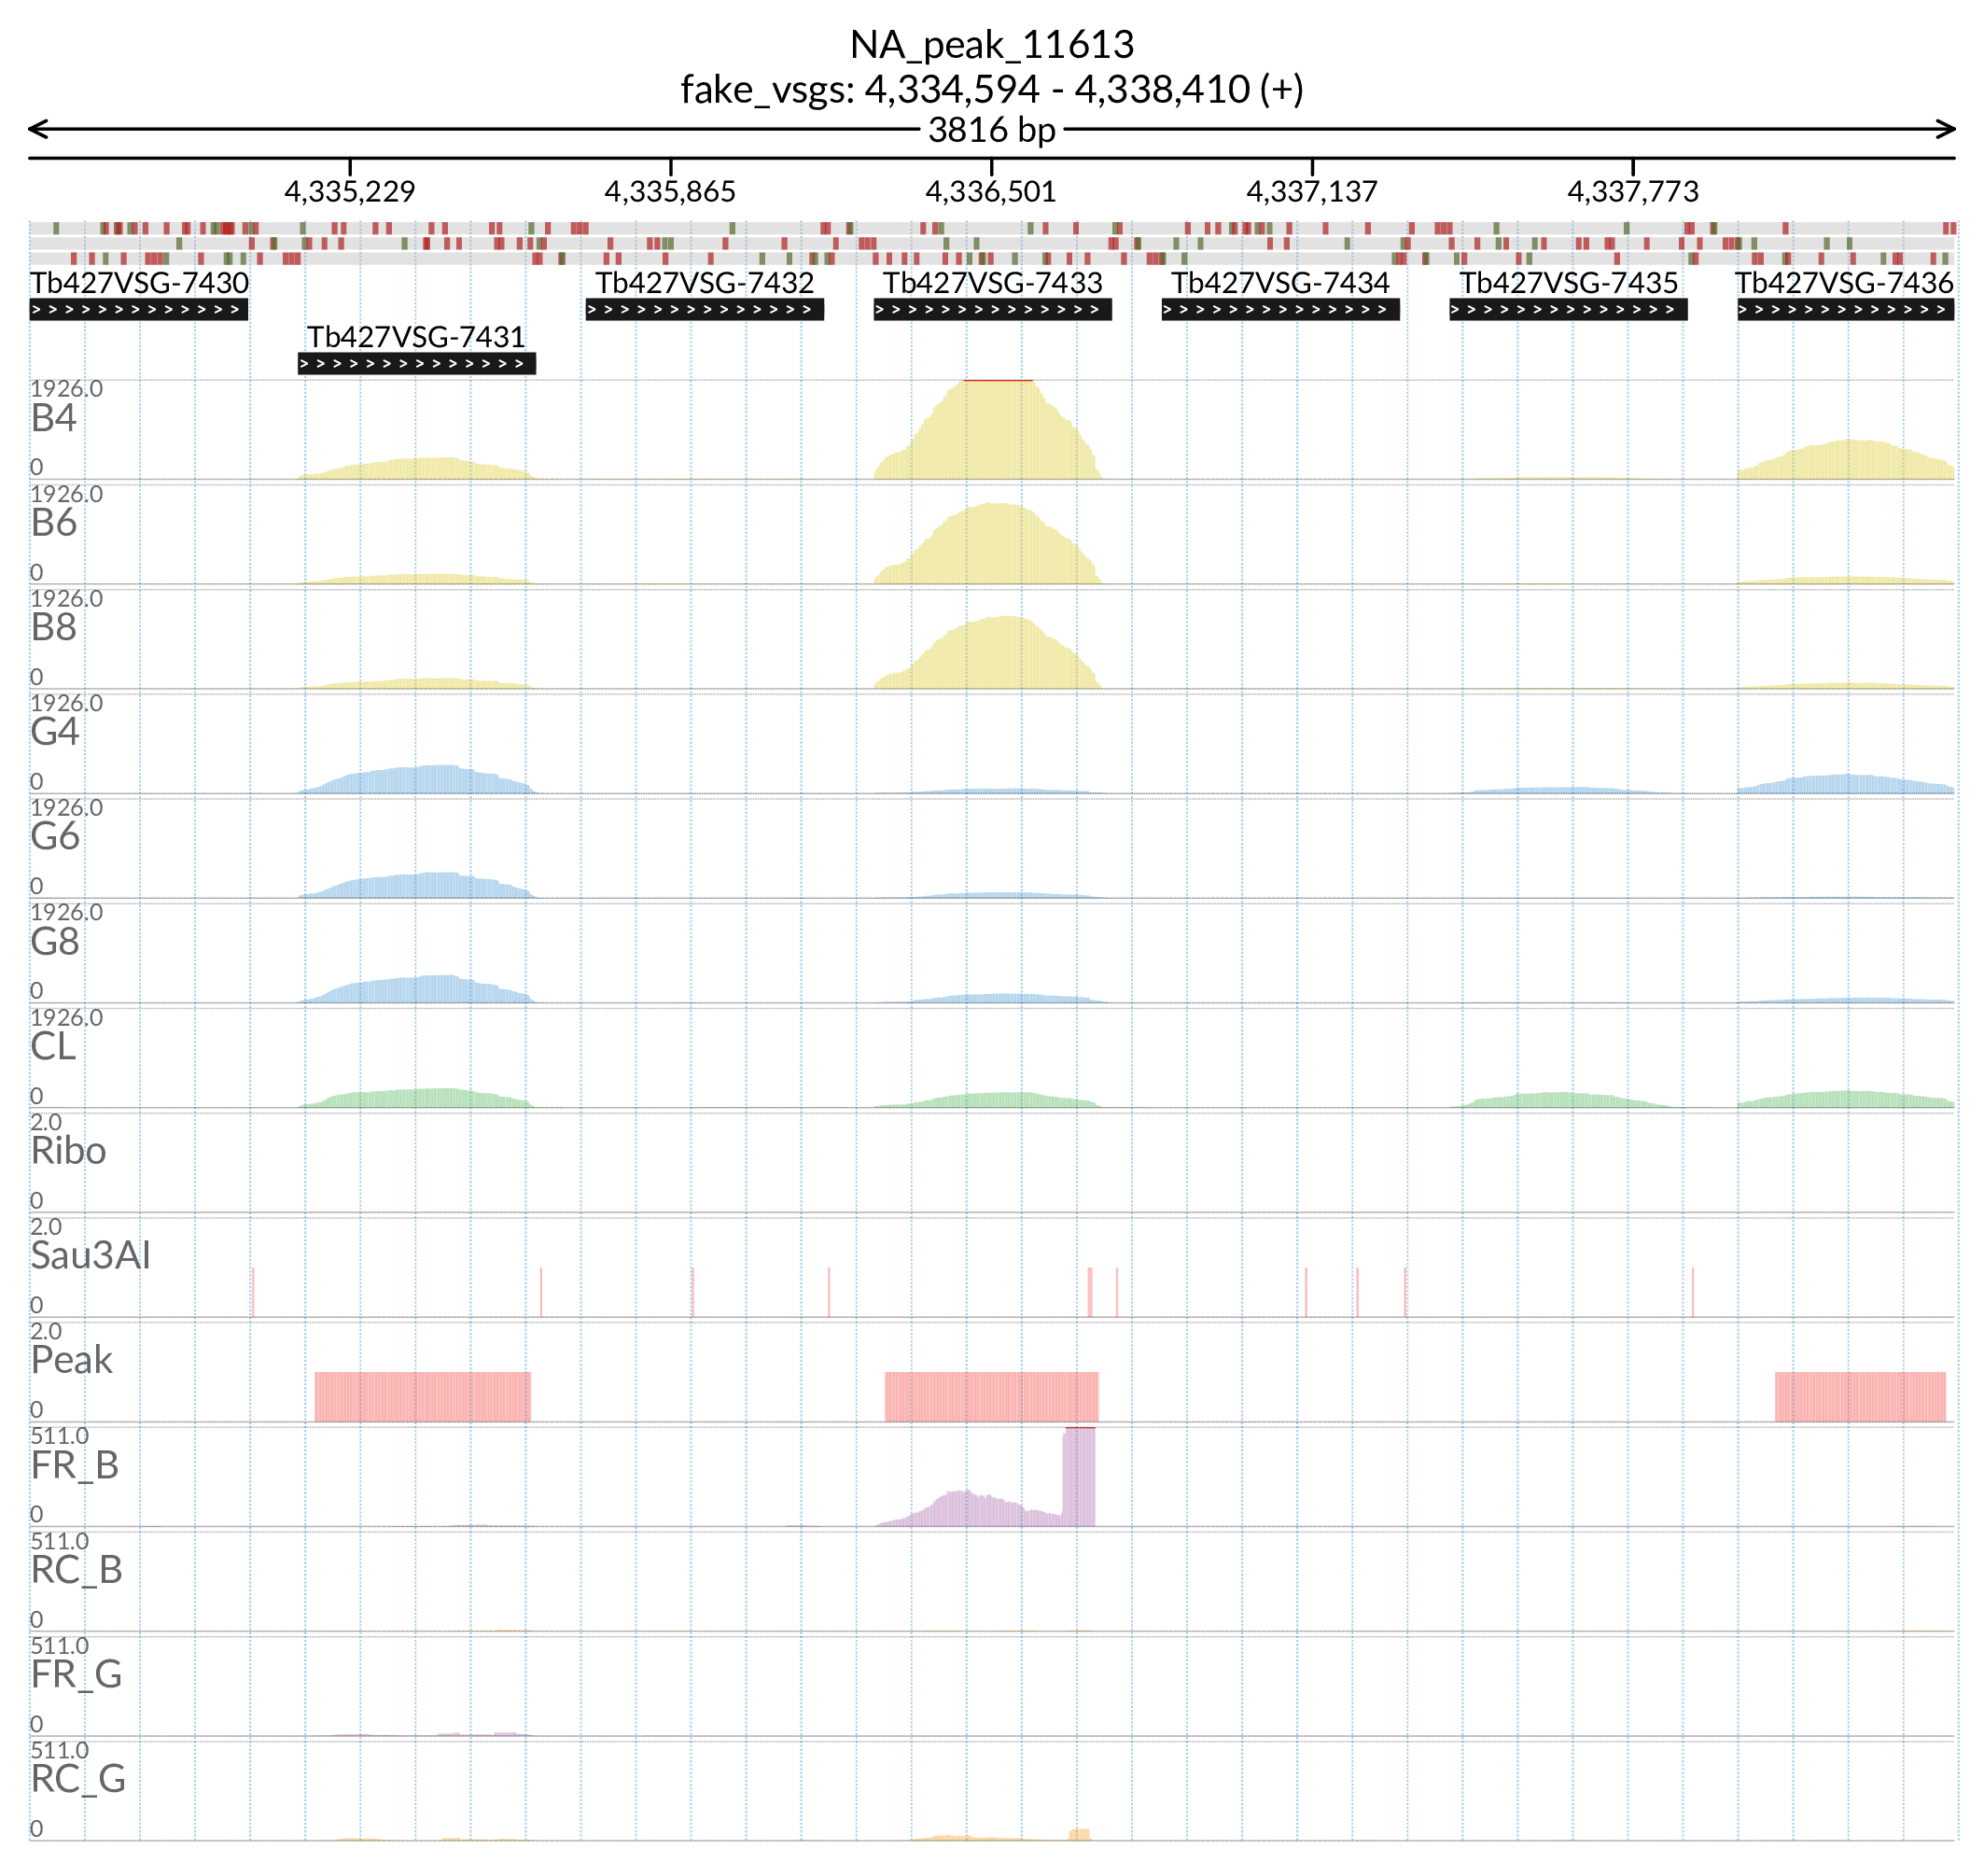 NA_peak_11613
fake_vsgs: 4,334,594 - 4,338,410 (+)
3816 bp
4,335,229 4,335,865 4,336,501 4,337,137 4,337,773
Tb427VSG-7430 Tb427VSG-7432 Tb427VSG-7433 Tb427VSG-7434 Tb427VSG-7435 Tb427VSG-7436
Tb427VSG-7431
1926.0
B4
0
1926.0
B6
0
1926.0
B8
0
1926.0
G4
0
1926.0
G6
0
1926.0
G8
0
1926.0
CL
0
2.0
Ribo
0
2.0
Sau3AI
0
2.0
Peak
0
511.0
FR_B
0
511.0
RC_B
0
511.0
FR_G
0
511.0
RC_G
0